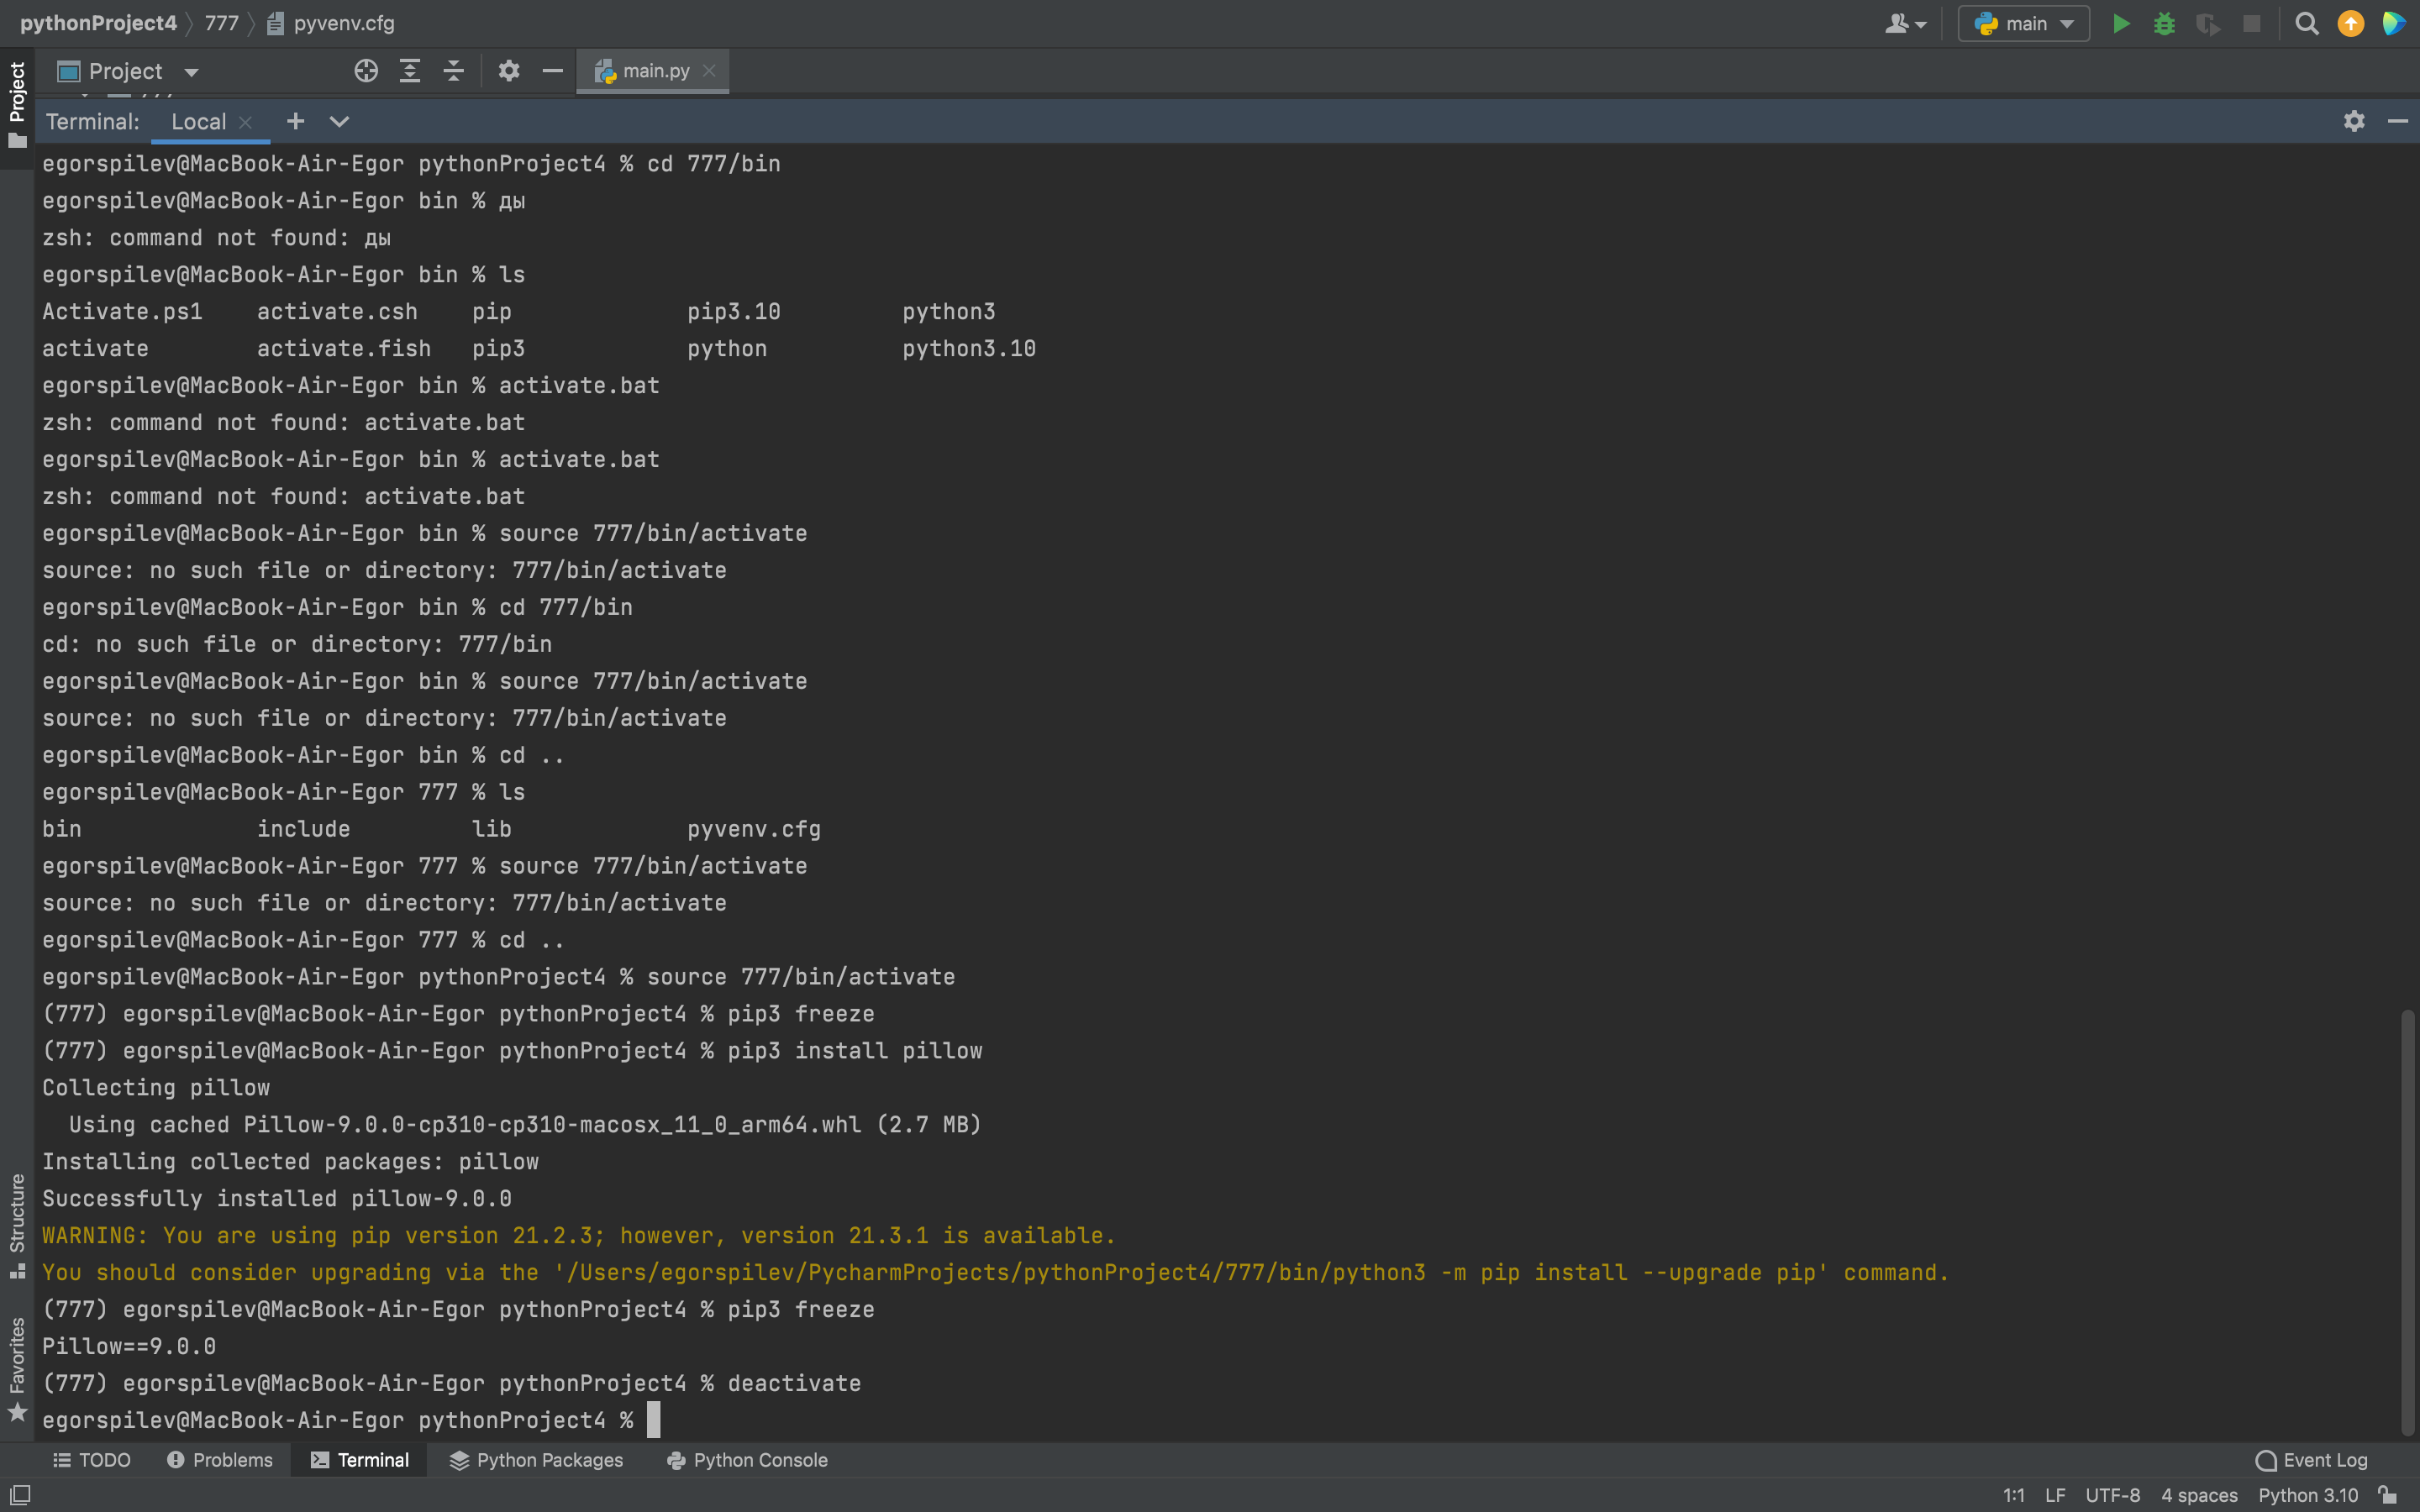 pythonProject4 777 pyvenv.cfg main
Project main.py
Terminal: Local
egorspilev@MacBook-Air-Egor pythonProject4 % cd 777/bin
egorspilev@MacBook-Air-Egor bin % ды
zsh: command not found: ды
egorspilev@MacBook-Air-Egor bin % ls
Activate.ps1 activate.csh pip pip3.10 python3
activate activate.fish pip3 python python3.10
egorspilev@MacBook-Air-Egor bin % activate.bat
zsh: command not found: activate.bat
egorspilev@MacBook-Air-Egor bin % activate.bat
zsh: command not found: activate.bat
egorspilev@MacBook-Air-Egor bin % source 777/bin/activate
source: no such file or directory: 777/bin/activate
egorspilev@MacBook-Air-Egor bin % cd 777/bin
cd: no such file or directory: 777/bin
egorspilev@MacBook-Air-Egor bin % source 777/bin/activate
source: no such file or directory: 777/bin/activate
egorspilev@MacBook-Air-Egor bin % cd ..
egorspilev@MacBook-Air-Egor 777 % ls
bin include lib pyvenv.cfg
egorspilev@MacBook-Air-Egor 777 % source 777/bin/activate
source: no such file or directory: 777/bin/activate
egorspilev@MacBook-Air-Egor 777 % cd ..
egorspilev@MacBook-Air-Egor pythonProject4 % source 777/bin/activate
(777) egorspilev@MacBook-Air-Egor pythonProject4 % pip3 freeze
(777) egorspilev@MacBook-Air-Egor pythonProject4 % pip3 install pillow
Collecting pillow
Using cached Pillow-9.0.0-cp310-cp310-macosx_11_0_arm64.whl (2.7 MB)
Installing collected packages: pillow
Successfully installed pillow-9.0.0
WARNING: You are using pip version 21.2.3; however, version 21.3.1 is available.
You should consider upgrading via the '/Users/egorspilev/PycharmProjects/pythonProject4/777/bin/python3 -m pip install --upgrade pip' command.
(777) egorspilev@MacBook-Air-Egor pythonProject4 % pip3 freeze
Pillow==9.0.0
(777) egorspilev@MacBook-Air-Egor pythonProject4 % deactivate
egorspilev@MacBook-Air-Egor pythonProject4 %
Project
Structure
Favorites
TODO Problems Terminal Python Packages Python Console Event Log
1:1 LF UTF-8 4 spaces Python 3.10